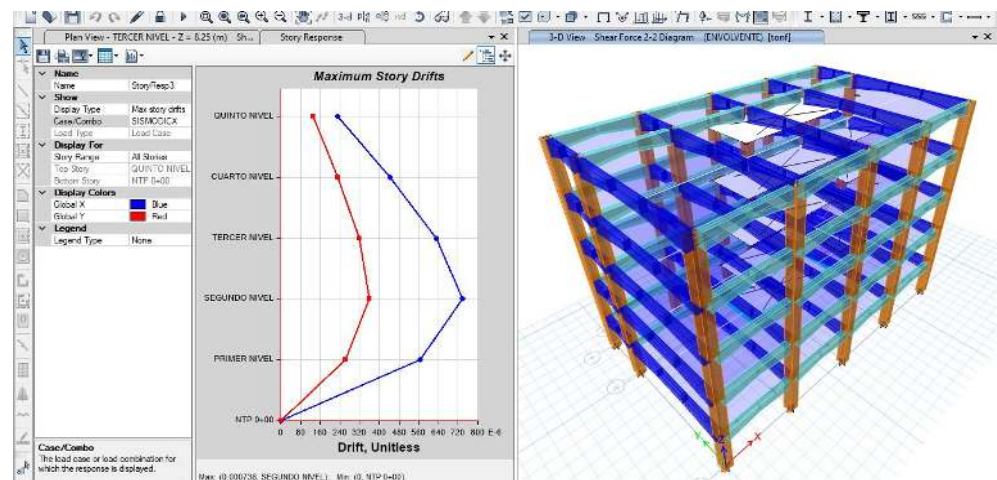 Plan View - TERCER NIVEL - Z = 8.25 (m) Sh...
Story Response
3-D View Shear Force 2-2 Diagram (ENVOLVENTE) [tonf]
Name
Name StoryResp3
Show
Display Type Max story drifts
Case/Combo SISMODICX
Load Type Load Case
Display For
Story Range All Stories
Top Story QUINTO NIVEL
Bottom Story NTP 0+00
Display Colors
Global X Blue
Global Y Red
Legend
Legend Type None
Case/Combo
The load case or load combination for
which the response is displayed.
Maximum Story Drifts
QUINTO NIVEL
CUARTO NIVEL
TERCER NIVEL
SEGUNDO NIVEL
PRIMER NIVEL
NTP 0+00
0 80 160 240 320 400 480 560 640 720 800 E-6
Drift, Unitless
Max: (0.000738, SEGUNDO NIVEL); Min: (0, NTP 0+00)
X
Y
Z